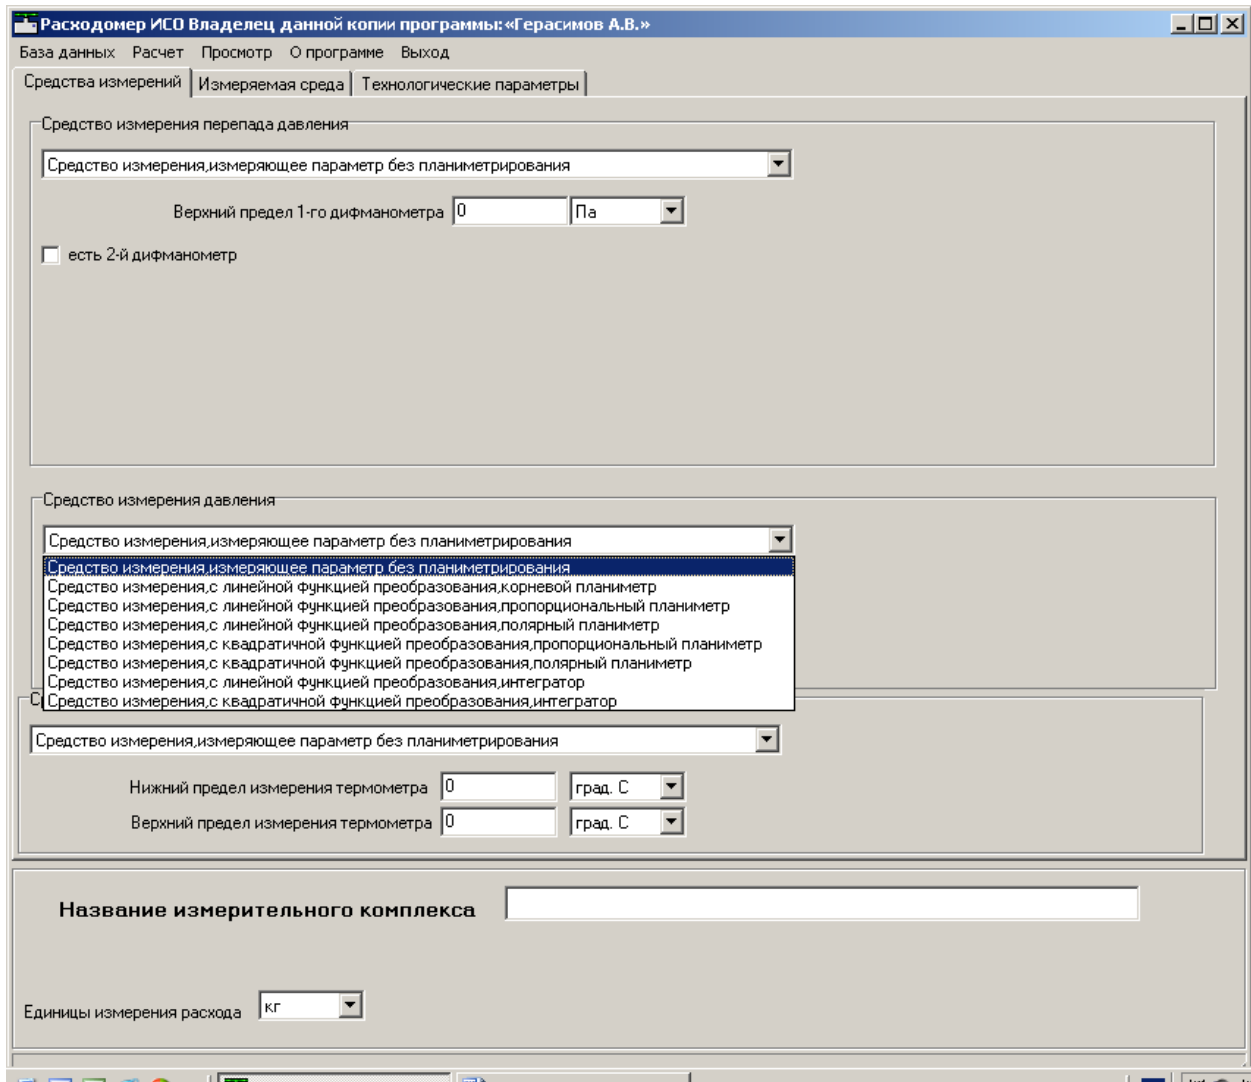 Расходомер ИСО Владелец данной копии программы:«Герасимов А.В.»
База данных Расчет Просмотр О программе Выход
Средства измерений Измеряемая среда Технологические параметры
Средство измерения перепада давления
Средство измерения,измеряющее параметр без планиметрирования
Верхний предел 1-го дифманометра 0 Па
есть 2-й дифманометр
Средство измерения давления
Средство измерения,измеряющее параметр без планиметрирования
Средство измерения,измеряющее параметр без планиметрирования
Средство измерения,с линейной функцией преобразования,корневой планиметр
Средство измерения,с линейной функцией преобразования,пропорциональный планиметр
Средство измерения,с линейной функцией преобразования,полярный планиметр
Средство измерения,с квадратичной функцией преобразования,пропорциональный планиметр
Средство измерения,с квадратичной функцией преобразования,полярный планиметр
Средство измерения,с линейной функцией преобразования,интегратор
Средство измерения,с квадратичной функцией преобразования,интегратор
Средство измерения,измеряющее параметр без планиметрирования
Нижний предел измерения термометра 0 град. С
Верхний предел измерения термометра 0 град. С
Название измерительного комплекса
Единицы измерения расхода кг